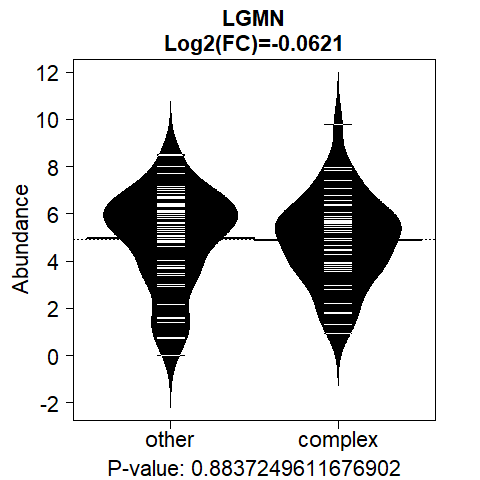 LGMN
Log2(FC)=-0.0621
Abundance
12
10
8
6
4
2
0
-2
other complex
P-value: 0.8837249611676902